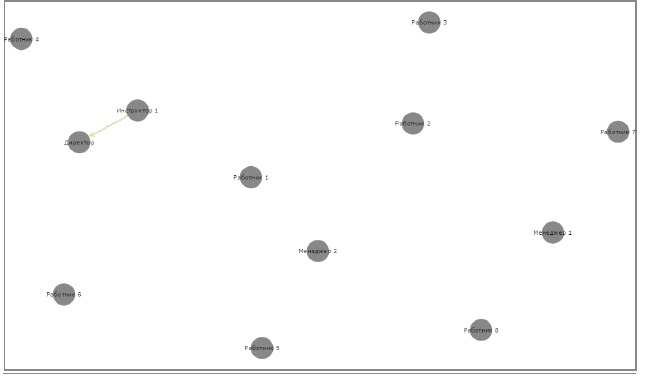 Работник 3
Работник 4
Инструктор 1
Работник 2
Работник 7
Директор
Работник 1
Менеджер 1
Менеджер 2
Работник 6
Работник 8
Работник 5